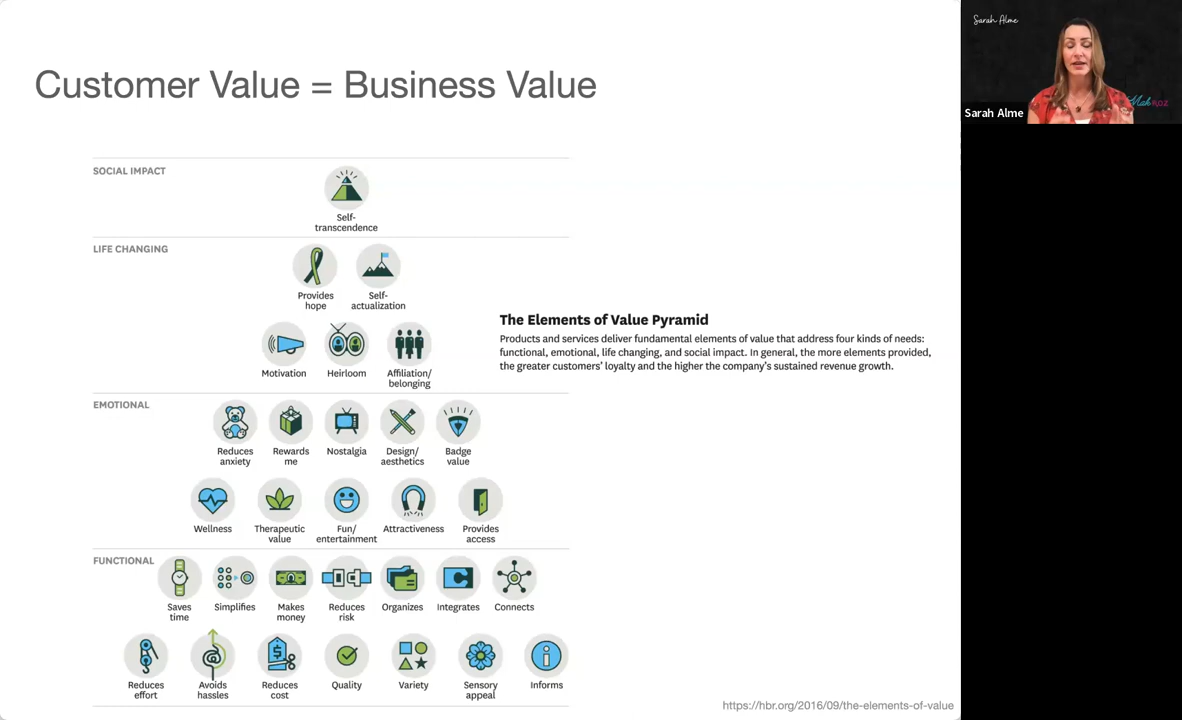 Customer Value = Business Value
Sarah Alme
Sarah Alme
SOCIAL IMPACT
Self-
transcendence
LIFE CHANGING
Provides
hope
Self-
actualization
Motivation
Heirloom
Affiliation/
belonging
The Elements of Value Pyramid
Products and services deliver fundamental elements of value that address four kinds of needs:
functional, emotional, life changing, and social impact. In general, the more elements provided,
the greater customers' loyalty and the higher the company's sustained revenue growth.
EMOTIONAL
Reduces
anxiety
Rewards
me
Nostalgia
Design/
aesthetics
Badge
value
Wellness
Therapeutic
value
Fun/
entertainment
Attractiveness
Provides
access
FUNCTIONAL
Saves
time
Simplifies
Makes
money
Reduces
risk
Organizes
Integrates
Connects
Reduces
effort
Avoids
hassles
$
Reduces
cost
Quality
Variety
Sensory
appeal
i
Informs
https://hbr.org/2016/09/the-elements-of-value